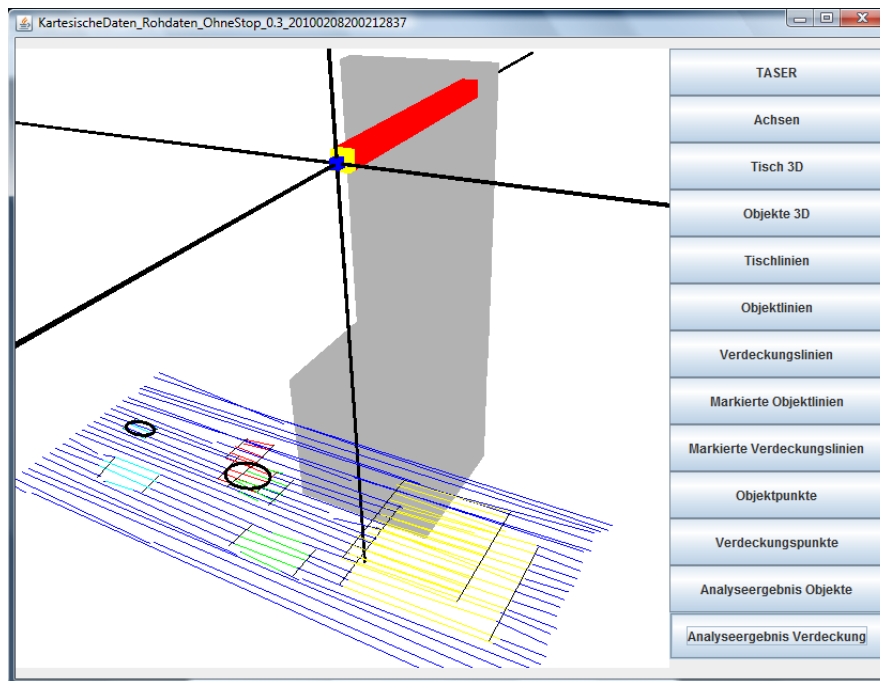 KartesischeDaten_Rohdaten_OhneStop_0.3_20100208200212837
TASER
Achsen
Tisch 3D
Objekte 3D
Tischlinien
Objektlinien
Verdeckungslinien
Markierte Objektlinien
Markierte Verdeckungslinien
Objektpunkte
Verdeckungspunkte
Analyseergebnis Objekte
Analyseergebnis Verdeckung